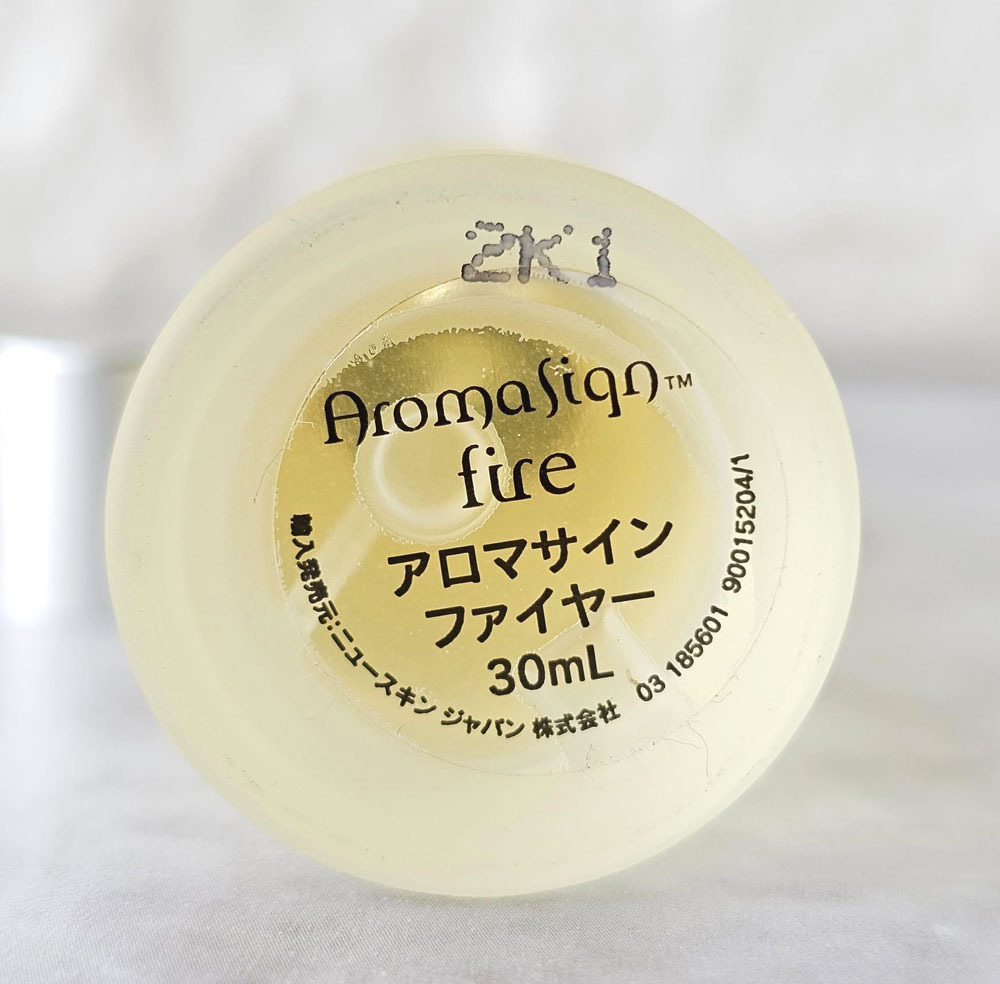 2K1
AromaSign™
fire
アロマサイン
ファイヤー
30mL
輸入発売元:ニュースキン ジャパン 株式会社
03 185601 90015204/1